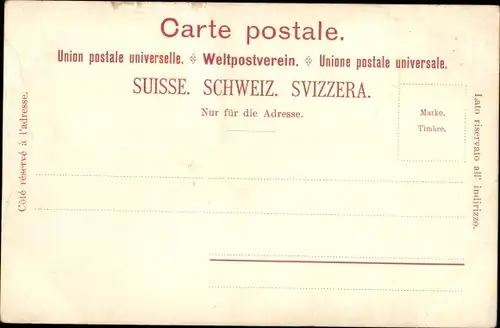 Carte postale.
Union postale universelle. ✤ Weltpostverein. ✤ Unione postale universale.
SUISSE. SCHWEIZ. SVIZZERA.
Nur für die Adresse.
Marke.
Timbre.
Côté réservé à l'adresse.
Lato riservato all' indirizzo.